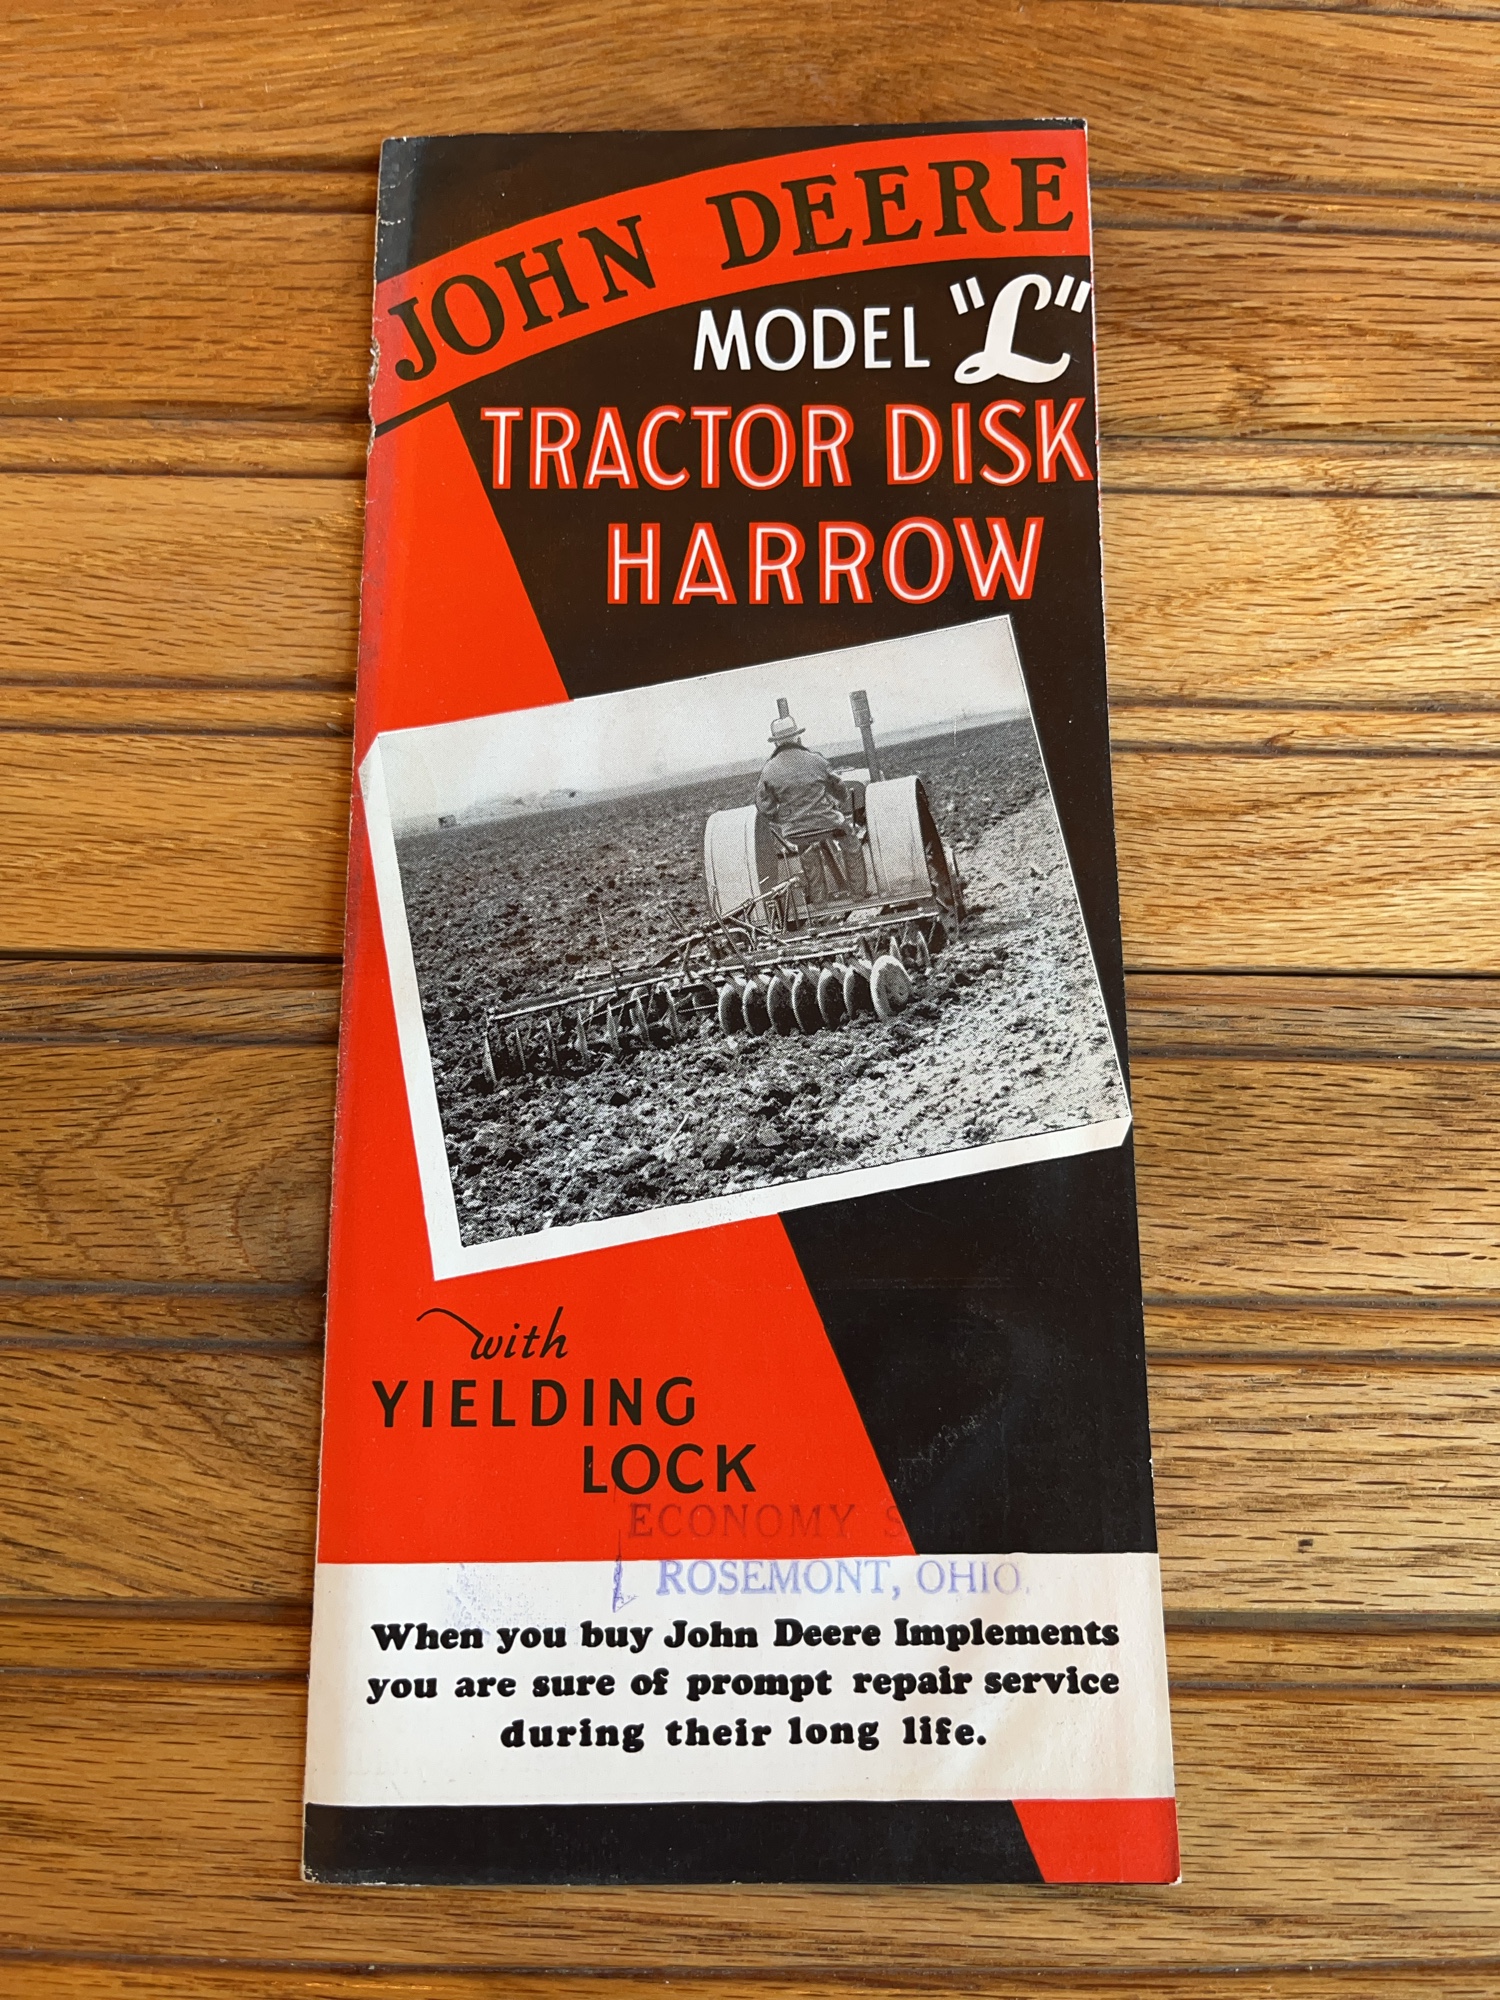 JOHN DEERE
MODEL "L"
TRACTOR DISK
HARROW
with
YIELDING
LOCK
ECONOMY
ROSEMONT, OHIO.
When you buy John Deere Implements
you are sure of prompt repair service
during their long life.